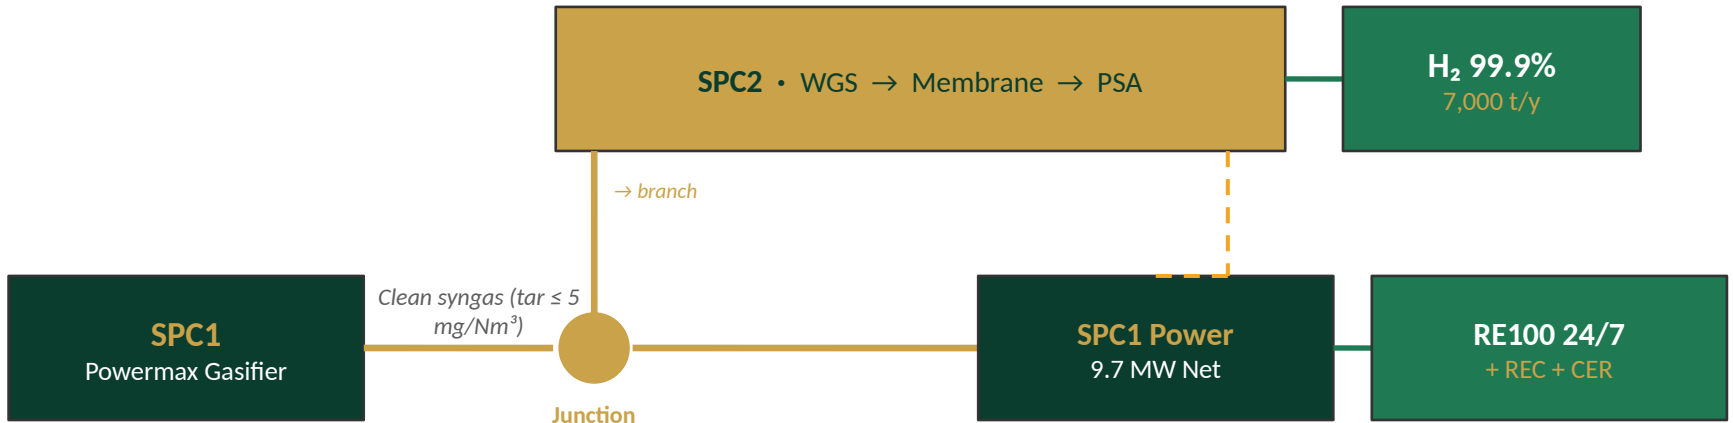 SPC2 · WGS → Membrane → PSA
H₂ 99.9%
7,000 t/y
→ branch
Clean syngas (tar ≤ 5
mg/Nm³)
SPC1
Powermax Gasifier
Junction
SPC1 Power
9.7 MW Net
RE100 24/7
+ REC + CER